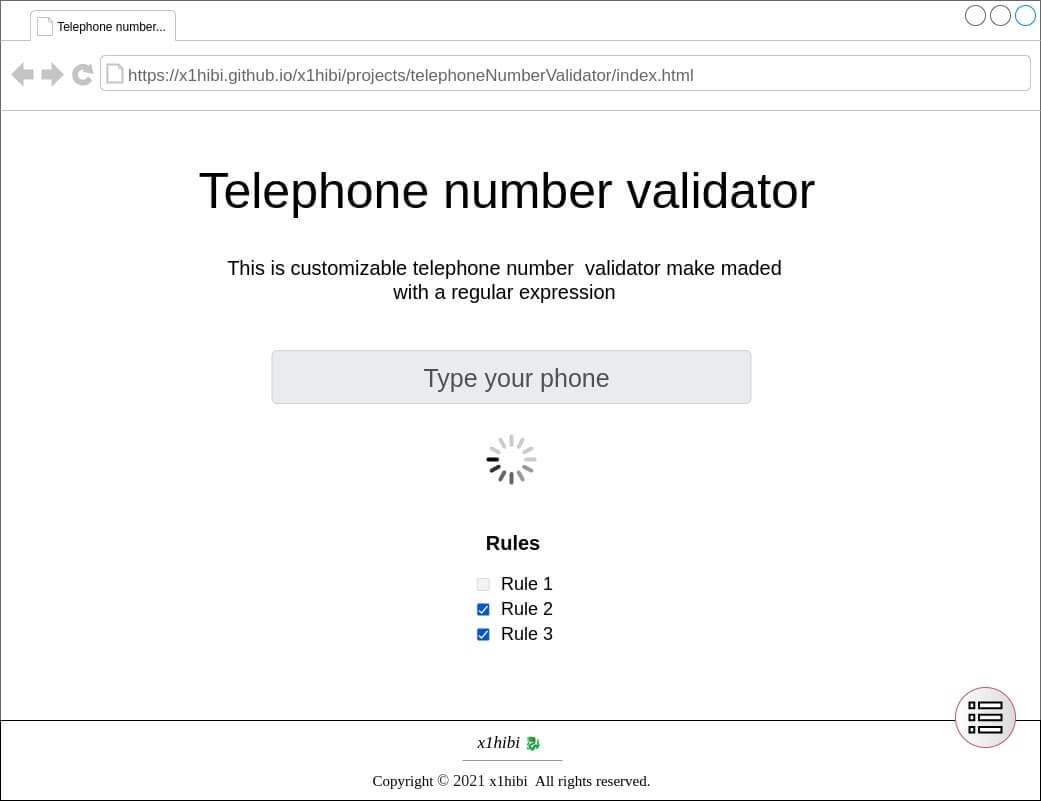 Telephone number...
https://x1hibi.github.io/x1hibi/projects/telephoneNumberValidator/index.html
Telephone number validator
This is customizable telephone number  validator make maded
with a regular expression
Type your phone
Rules
Rule 1
Rule 2
Rule 3
x1hibi 🐉
Copyright © 2021 x1hibi  All rights reserved.